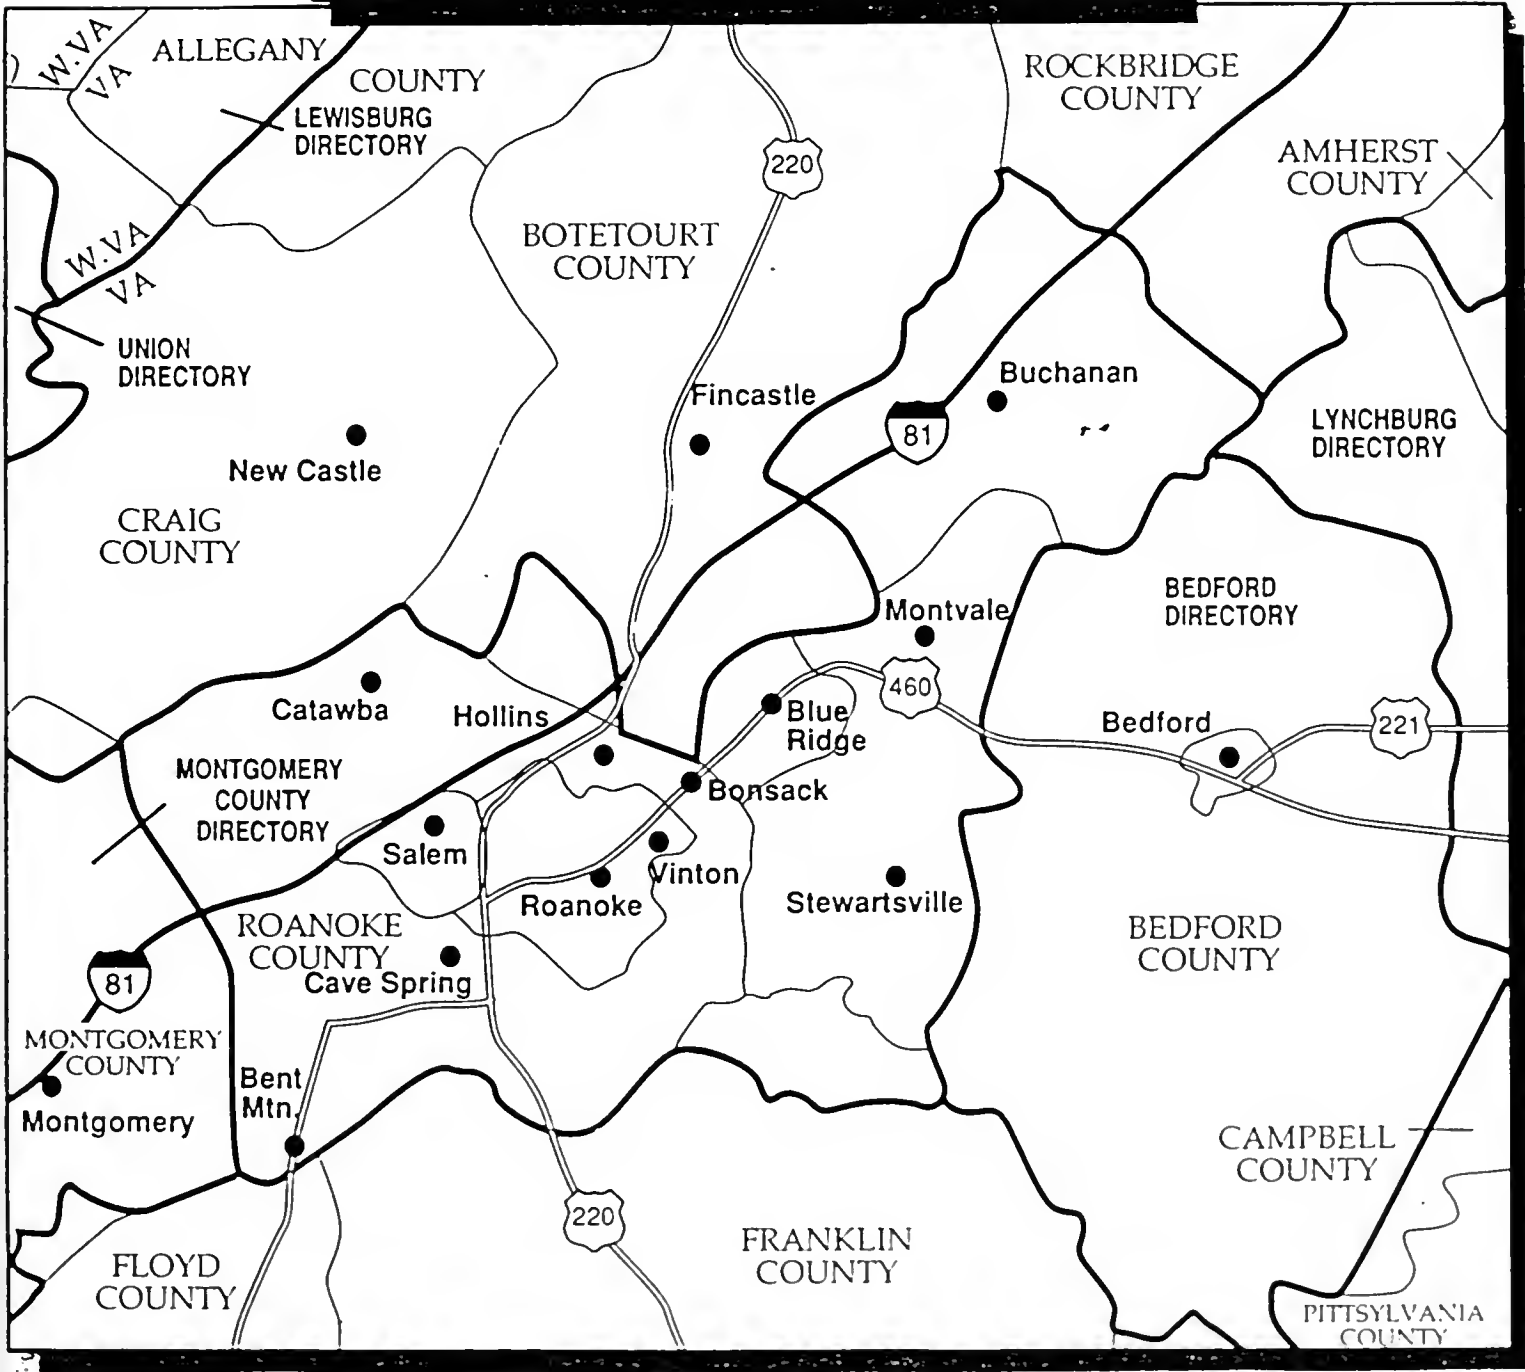 W.VA
VA
ALLEGANY
COUNTY
LEWISBURG
DIRECTORY
ROCKBRIDGE
COUNTY
220
AMHERST
COUNTY
W.VA
VA
BOTETOURT
COUNTY
UNION
DIRECTORY
Fincastle
Buchanan
81
LYNCHBURG
DIRECTORY
New Castle
CRAIG
COUNTY
BEDFORD
DIRECTORY
Montvale
460
Catawba
Hollins
Blue
Ridge
Bedford
221
MONTGOMERY
COUNTY
DIRECTORY
Bonsack
Salem
Vinton
Roanoke
Stewartsville
ROANOKE
COUNTY
Cave Spring
BEDFORD
COUNTY
81
MONTGOMERY
COUNTY
Bent
Mtn.
Montgomery
CAMPBELL
COUNTY
220
FRANKLIN
COUNTY
FLOYD
COUNTY
PITTSYLVANIA
COUNTY